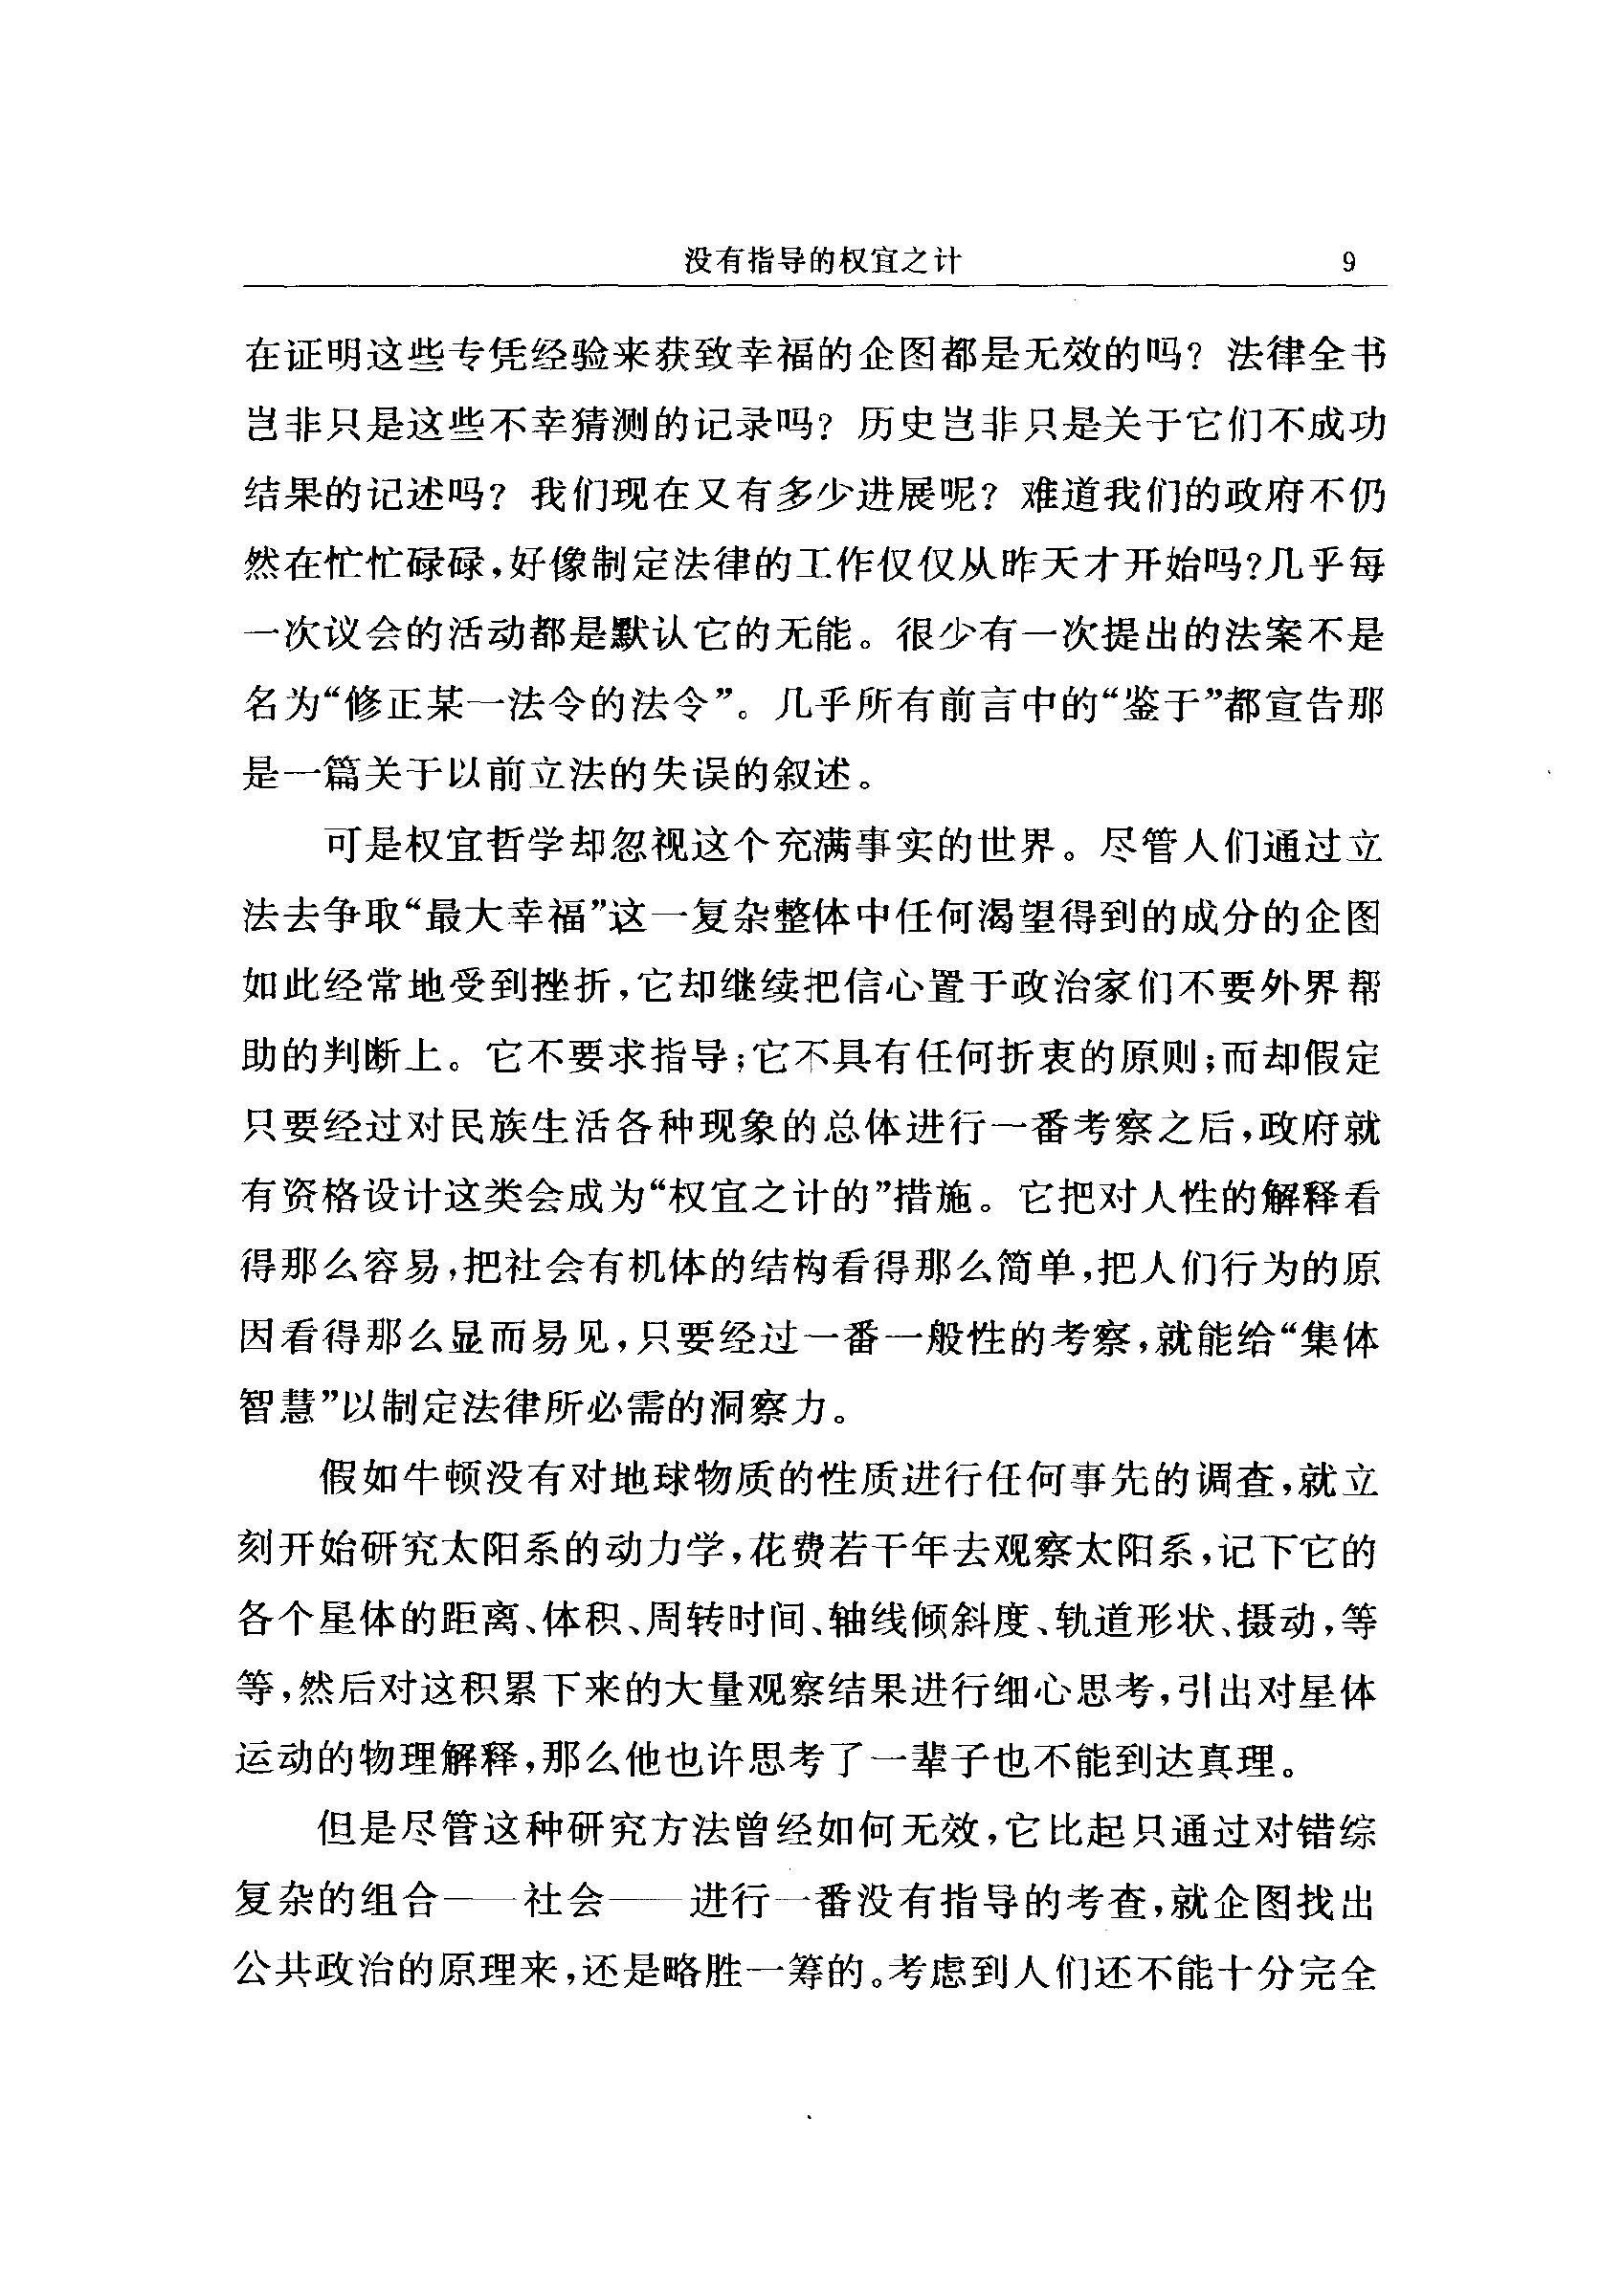 没有指导的权宜之计 9
在证明这些专凭经验来获致幸福的企图都是无效的吗？法律全书
岂非只是这些不幸猜测的记录吗？历史岂非只是关于它们不成功
结果的记述吗？我们现在又有多少进展呢？难道我们的政府不仍
然在忙忙碌碌，好像制定法律的工作仅仅从昨天才开始吗？几乎每
一次议会的活动都是默认它的无能。很少有一次提出的法案不是
名为“修正某一法令的法令”。几乎所有前言中的“鉴于”都宣告那
是一篇关于以前立法的失误的叙述。
可是权宜哲学却忽视这个充满事实的世界。尽管人们通过立
法去争取“最大幸福”这一复杂整体中任何渴望得到的成分的企图
如此经常地受到挫折，它却继续把信心置于政治家们不要外界帮
助的判断上。它不要求指导；它不具有任何折衷的原则；而却假定
只要经过对民族生活各种现象的总体进行一番考察之后，政府就
有资格设计这类会成为“权宜之计的”措施。它把对人性的解释看
得那么容易，把社会有机体的结构看得那么简单，把人们行为的原
因看得那么显而易见，只要经过一番一般性的考察，就能给“集体
智慧”以制定法律所必需的洞察力。
假如牛顿没有对地球物质的性质进行任何事先的调查，就立
刻开始研究太阳系的动力学，花费若干年去观察太阳系，记下它的
各个星体的距离、体积、周转时间、轴线倾斜度、轨道形状、摄动，等
等，然后对这积累下来的大量观察结果进行细心思考，引出对星体
运动的物理解释，那么他也许思考了一辈子也不能到达真理。
但是尽管这种研究方法曾经如何无效，它比起只通过对错综
复杂的组合——社会——进行一番没有指导的考查，就企图找出
公共政治的原理来，还是略胜一筹的。考虑到人们还不能十分完全